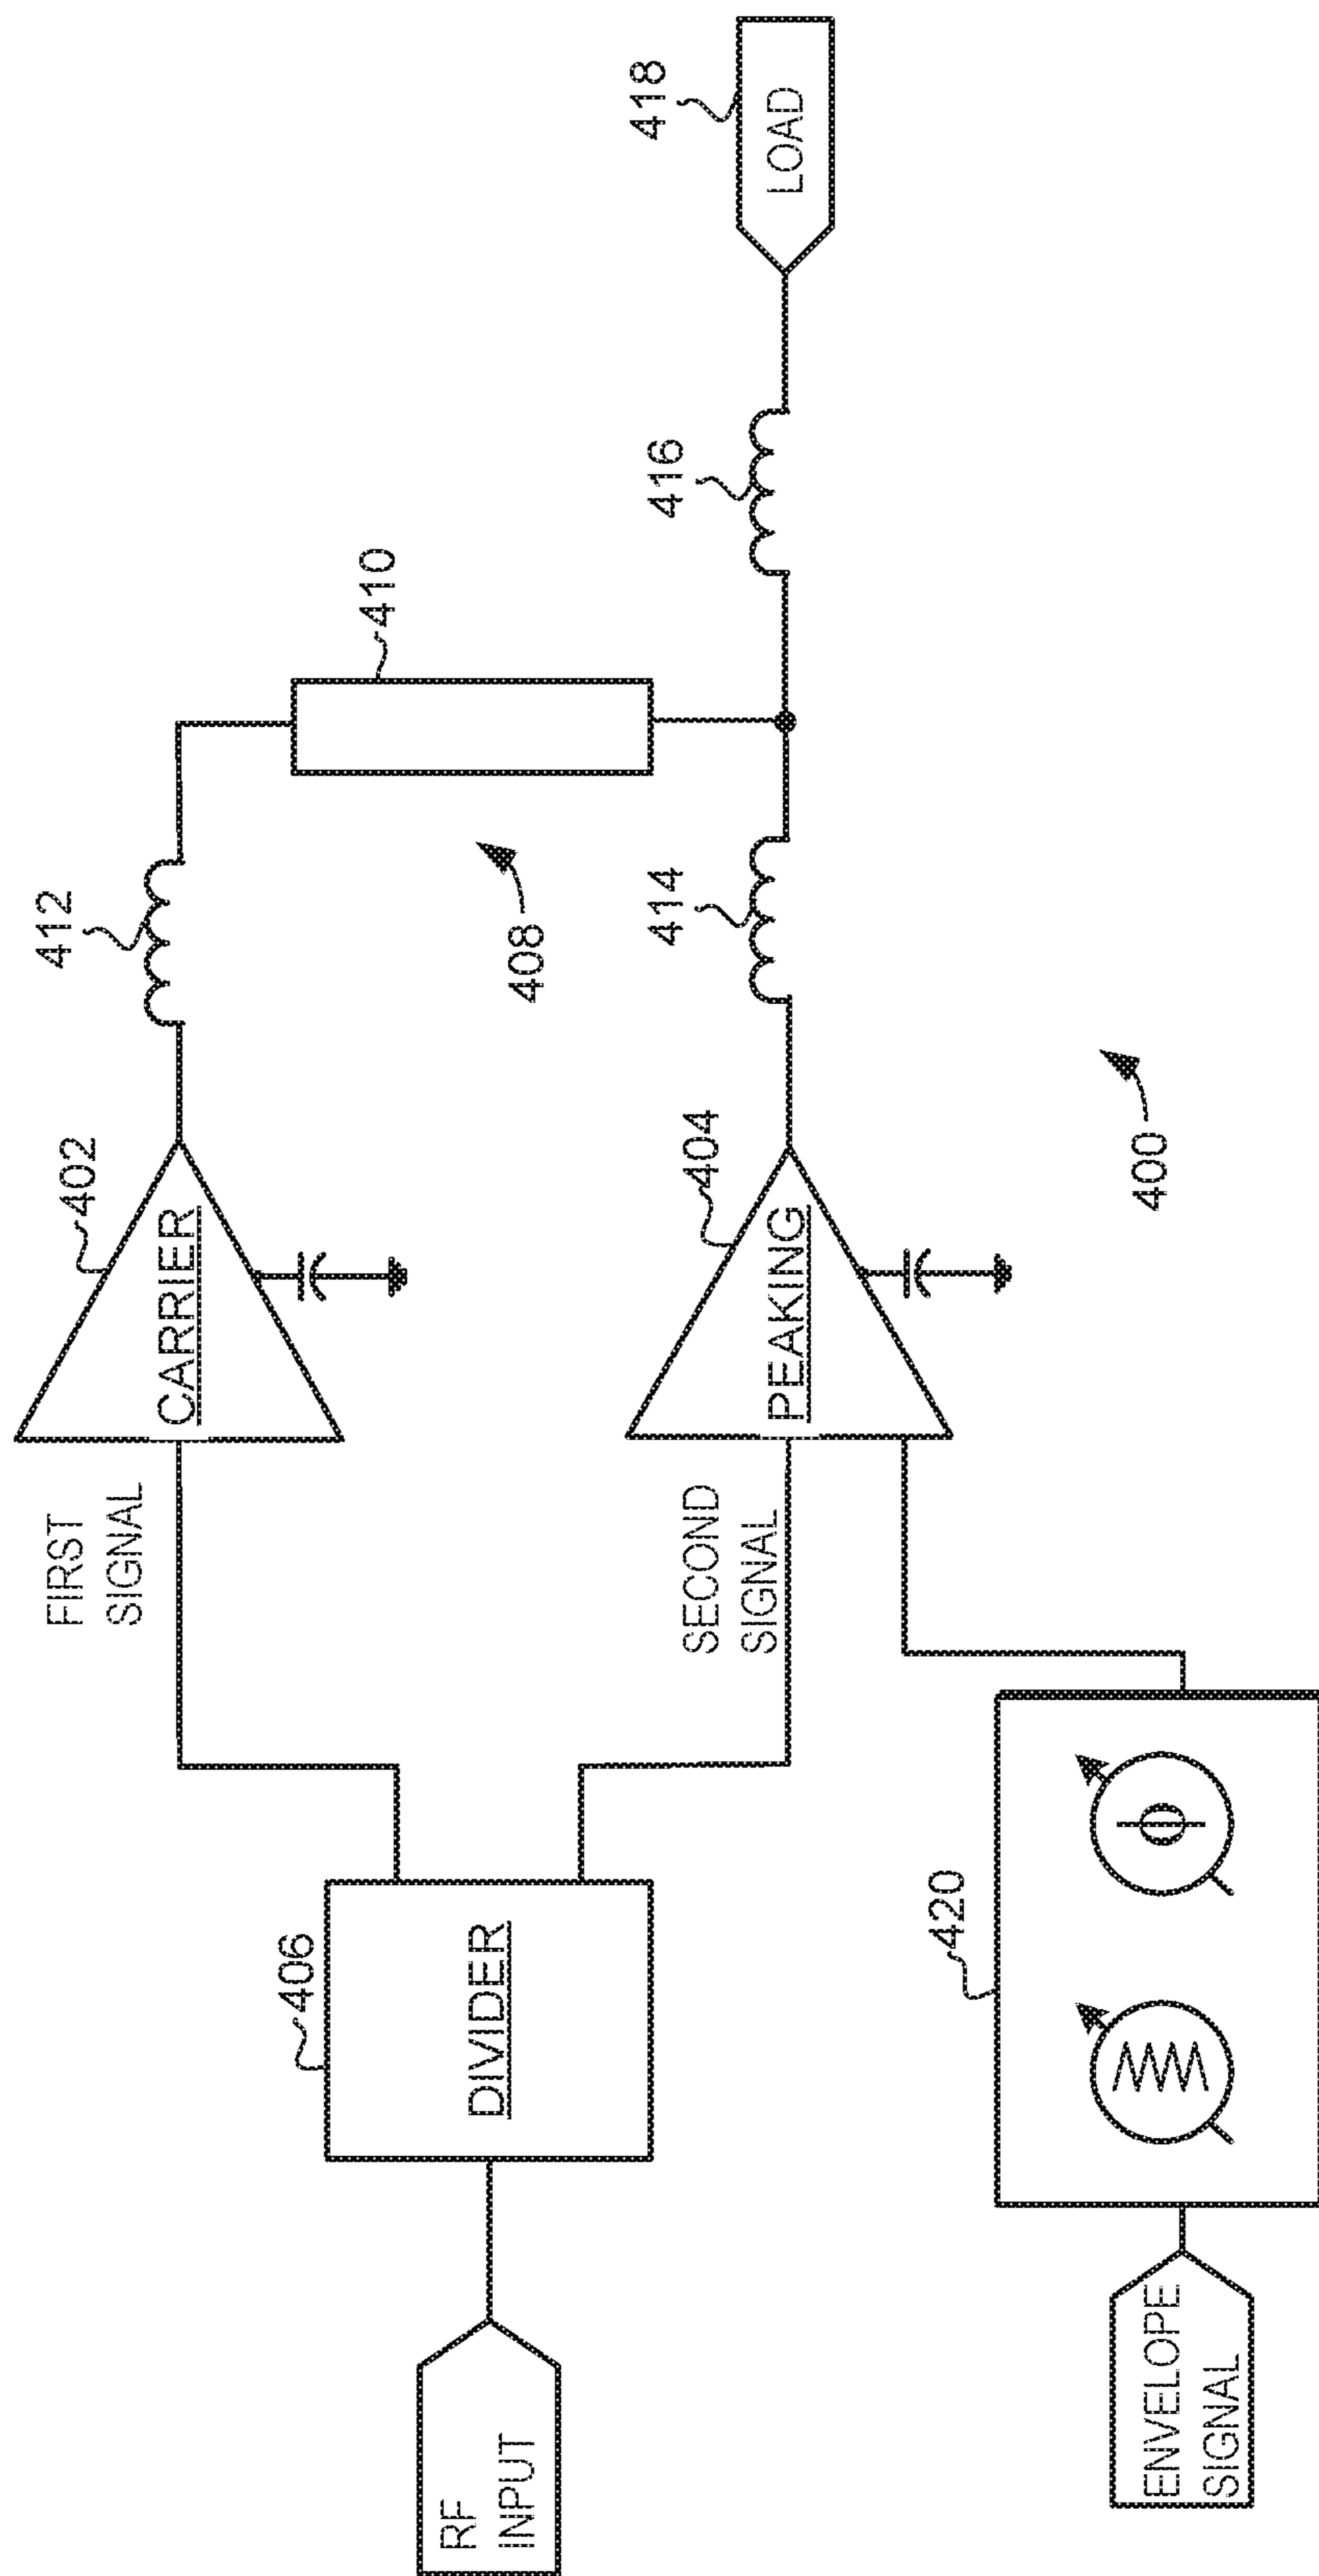 RF
INPUT
406
DIVIDER
FIRST
SIGNAL
402
CARRIER
412
410
408
SECOND
SIGNAL
404
PEAKING
414
416
418
LOAD
ENVELOPE
SIGNAL
420
ϕ
400